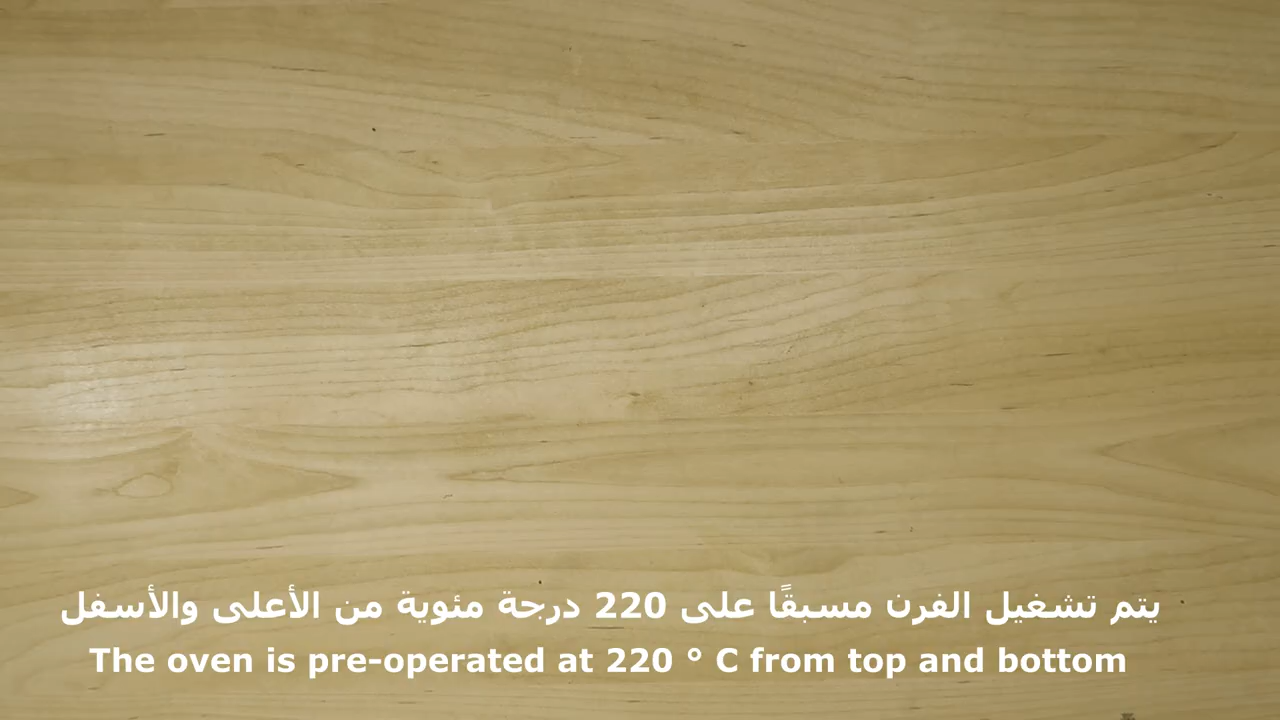 يتم تشغيل الفرن مسبقًا على 220 درجة مئوية من الأعلى والأسفل
The oven is pre-operated at 220 ° C from top and bottom